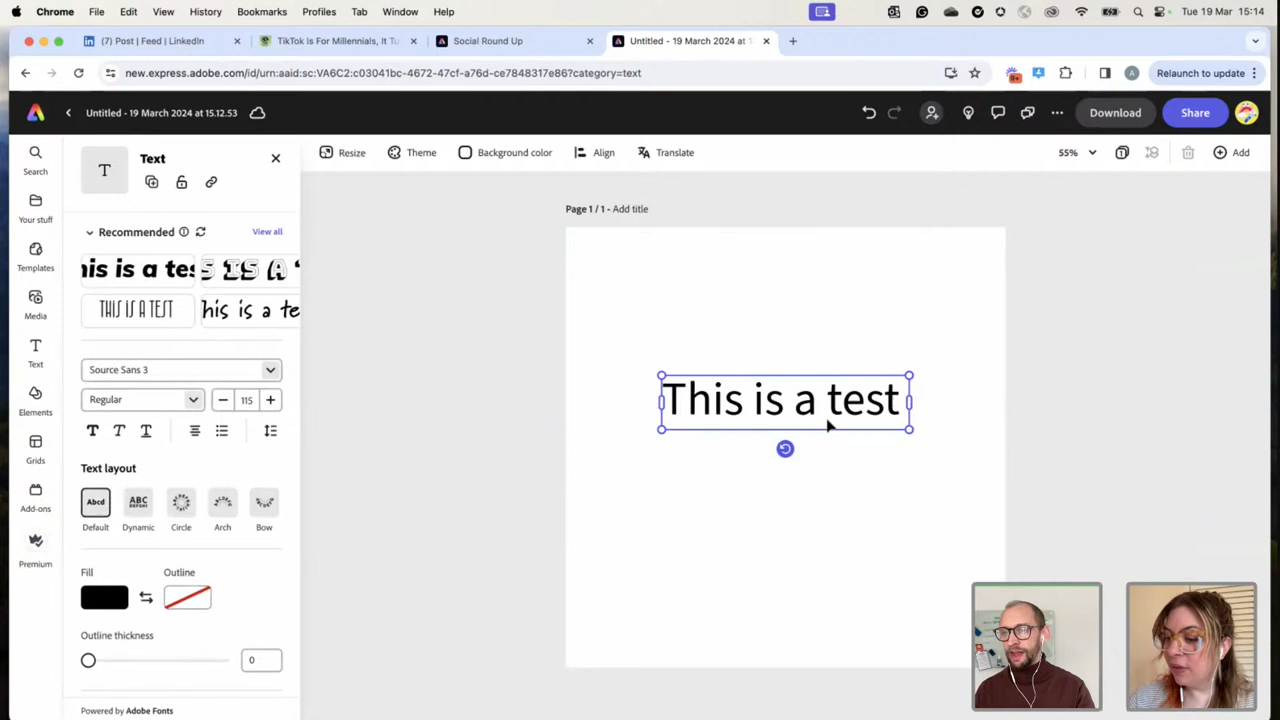 Chrome File Edit View History Bookmarks Profiles Tab Window Help Tue 19 Mar 15:14
(7) Post | Feed | LinkedIn TikTok Is For Millennials, It Tu Social Round Up Untitled - 19 March 2024 at 1
new.express.adobe.com/id/urn:aaid:sc:VA6C2:c03041bc-4672-47cf-a76d-ce7848317e86?category=text 9+ A Relaunch to update
Untitled - 19 March 2024 at 15.12.53 Download Share
Search
Your stuff
Templates
Media
Text
Elements
Grids
Add-ons
Premium
T Text
Resize Theme Background color Align Translate 55% 1 Add
Recommended View all
his is a tes S IS A
THIS IS A TEST his is a te
Source Sans 3
Regular 115
T T T
Text layout
Abcd ABC
Default Dynamic Circle Arch Bow
Fill Outline
Outline thickness
0
Powered by Adobe Fonts
Page 1 / 1 - Add title
This is a test